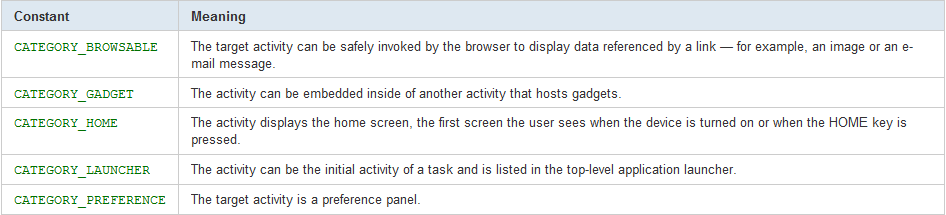 Constant Meaning
CATEGORY_BROWSABLE The target activity can be safely invoked by the browser to display data referenced by a link — for example, an image or an e-
mail message.
CATEGORY_GADGET The activity can be embedded inside of another activity that hosts gadgets.
CATEGORY_HOME The activity displays the home screen, the first screen the user sees when the device is turned on or when the HOME key is
pressed.
CATEGORY_LAUNCHER The activity can be the initial activity of a task and is listed in the top-level application launcher.
CATEGORY_PREFERENCE The target activity is a preference panel.